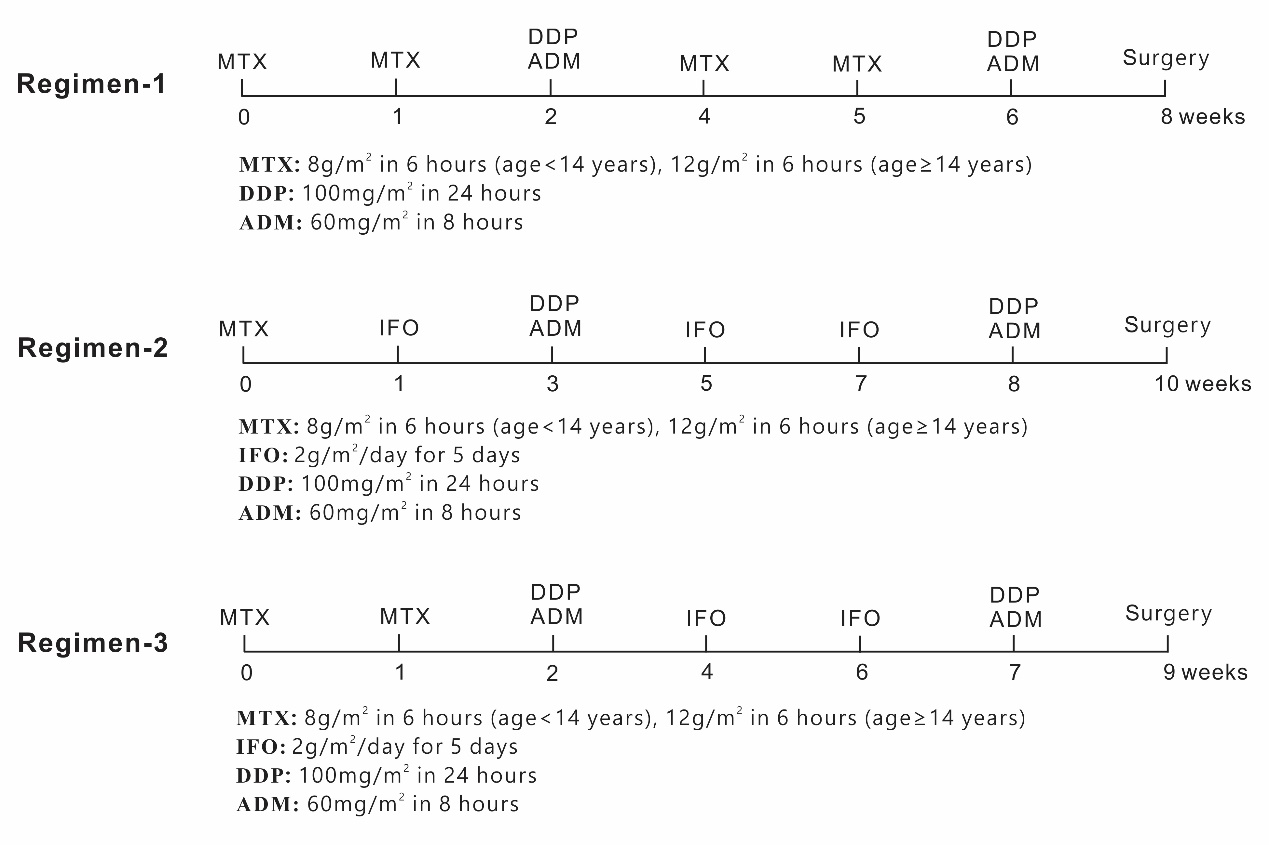 DDP DDP
MTX MTX ADM MTX MTX ADM Surgery
Regimen-1
0 1 2 4 5 6 8 weeks
MTX: 8g/m² in 6 hours (age<14 years), 12g/m² in 6 hours (age≥14 years)
DDP: 100mg/m² in 24 hours
ADM: 60mg/m² in 8 hours
DDP DDP
MTX IFO ADM IFO IFO ADM Surgery
Regimen-2
0 1 3 5 7 8 10 weeks
MTX: 8g/m² in 6 hours (age<14 years), 12g/m² in 6 hours (age≥14 years)
IFO: 2g/m²/day for 5 days
DDP: 100mg/m² in 24 hours
ADM: 60mg/m² in 8 hours
DDP DDP
MTX MTX ADM IFO IFO ADM Surgery
Regimen-3
0 1 2 4 6 7 9 weeks
MTX: 8g/m² in 6 hours (age<14 years), 12g/m² in 6 hours (age≥14 years)
IFO: 2g/m²/day for 5 days
DDP: 100mg/m² in 24 hours
ADM: 60mg/m² in 8 hours